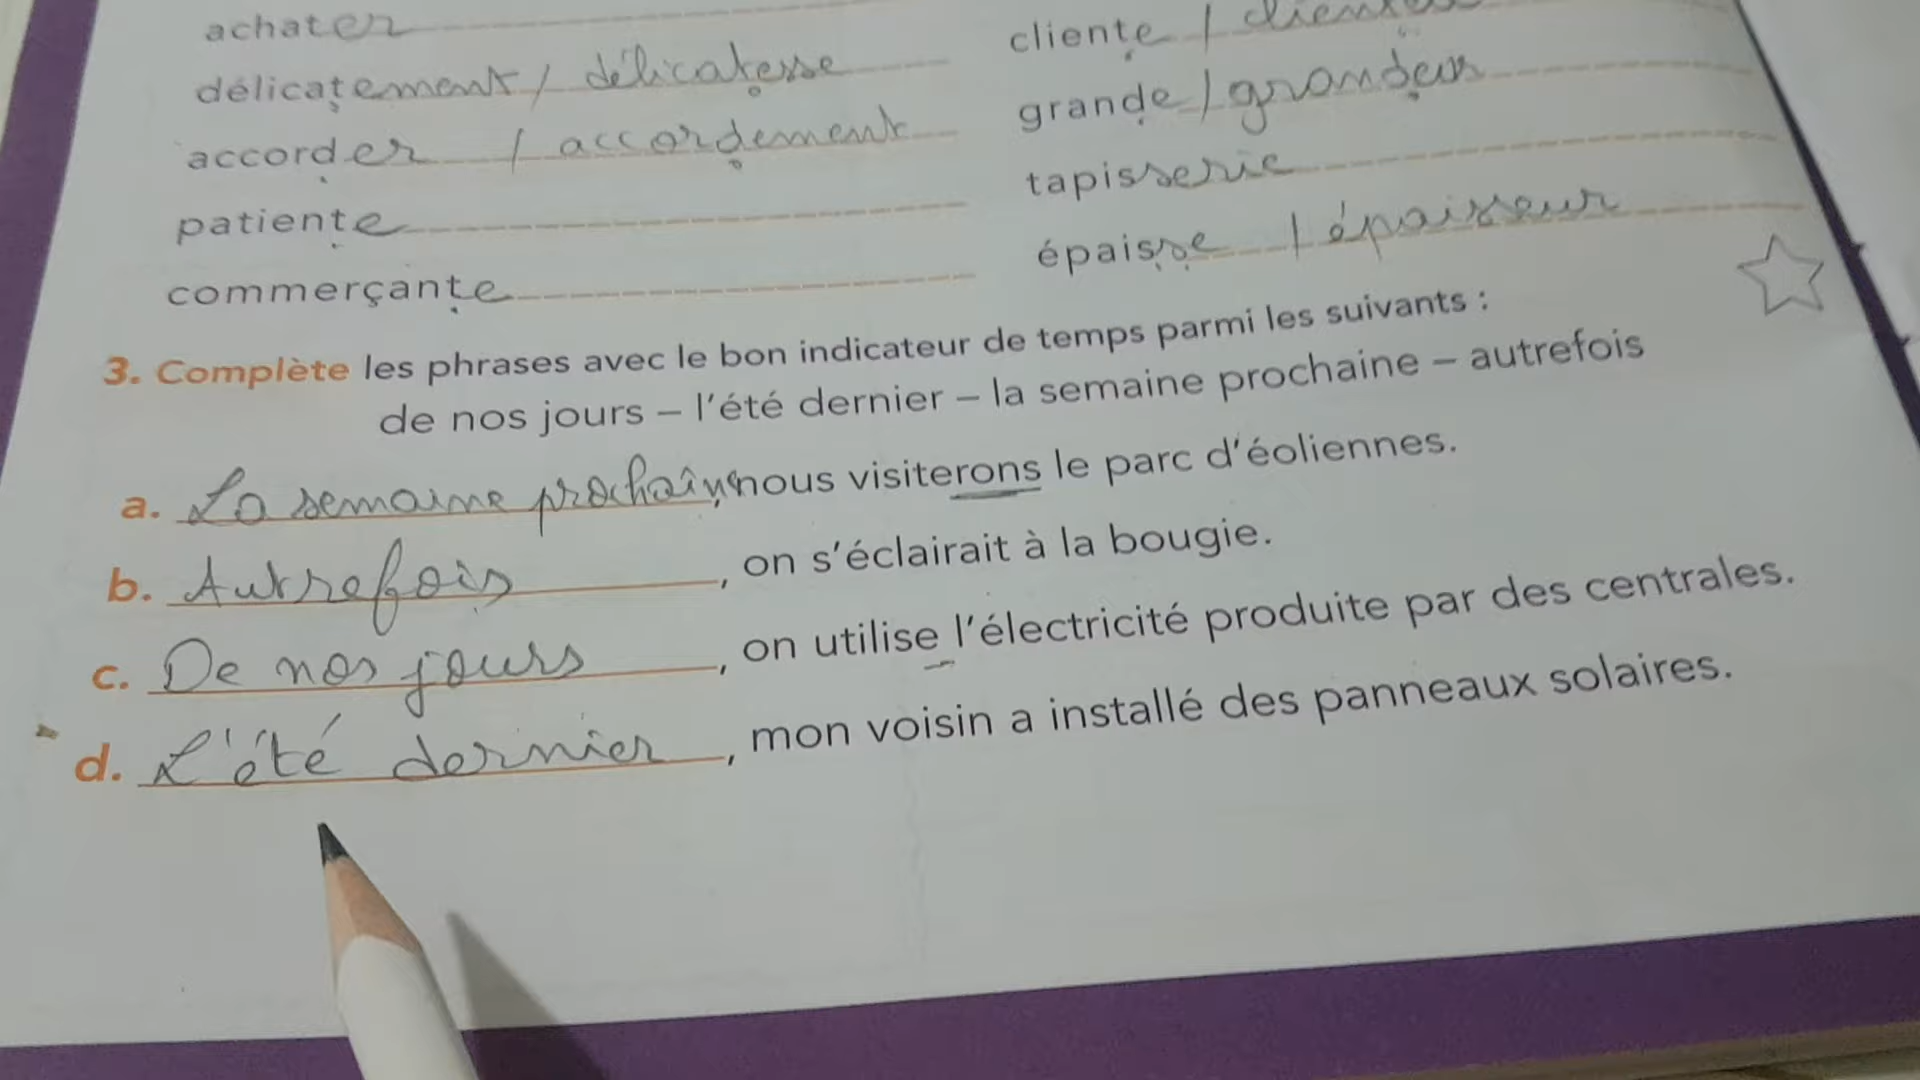 achater
délicatement / délicatesse
accorder / accordement
patiente
commerçante
cliente /
grande / grandeur
tapisserie
épaisse / épaisseur
3. Complète les phrases avec le bon indicateur de temps parmi les suivants :
de nos jours – l'été dernier – la semaine prochaine – autrefois
a. La semaine prochaine nous visiterons le parc d'éoliennes.
b. Autrefois, on s'éclairait à la bougie.
c. De nos jours, on utilise l'électricité produite par des centrales.
d. L'été dernier, mon voisin a installé des panneaux solaires.